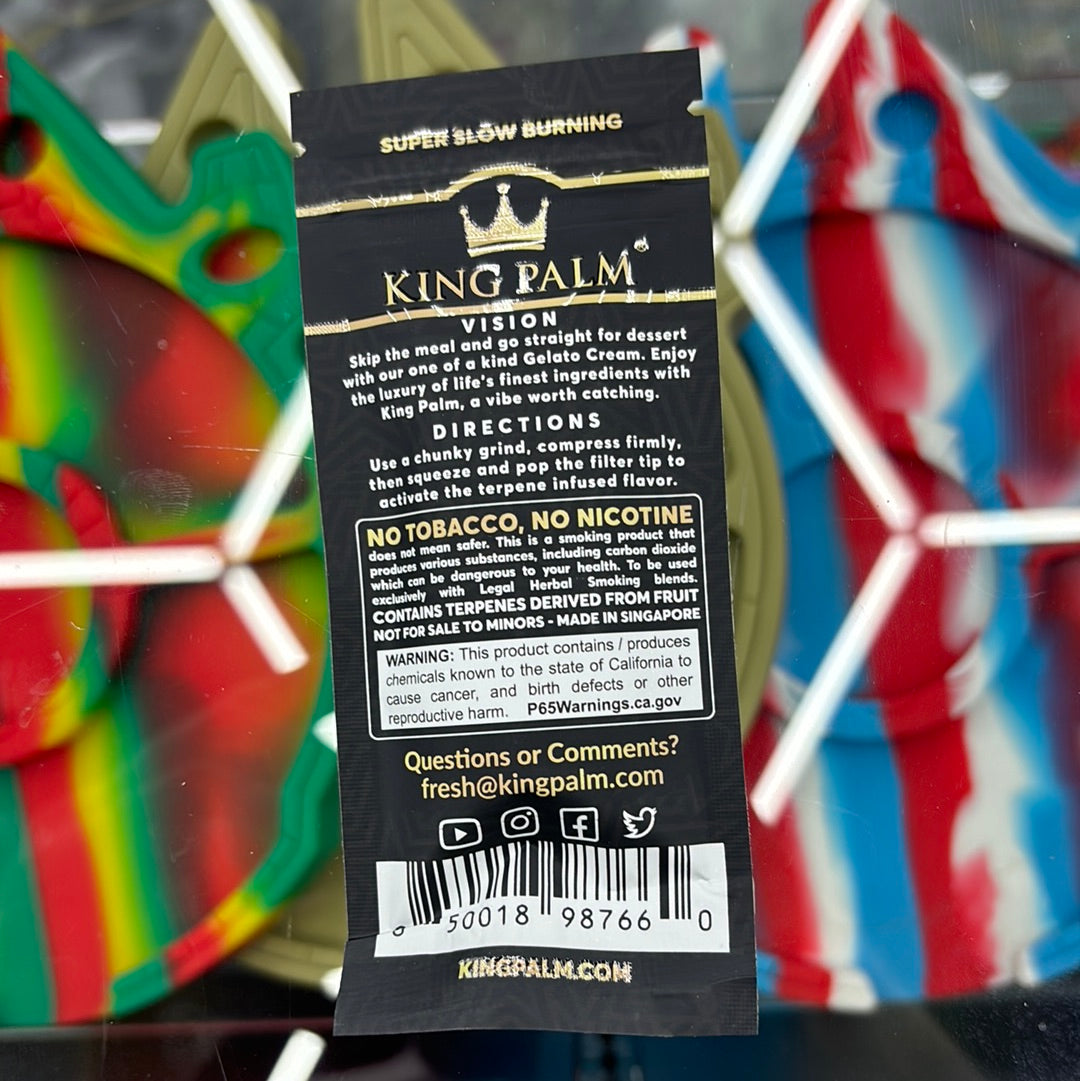 SUPER SLOW BURNING
KING PALM
VISION
Skip the meal and go straight for dessert
with our one of a kind Gelato Cream. Enjoy
the luxury of life's finest ingredients with
King Palm, a vibe worth catching.
DIRECTIONS
Use a chunky grind, compress firmly,
then squeeze and pop the filter tip to
activate the terpene infused flavor.
NO TOBACCO, NO NICOTINE
does not mean safer. This is a smoking product that
produces various substances, including carbon dioxide
which can be dangerous to your health. To be used
exclusively with Legal Herbal Smoking blends.
CONTAINS TERPENES DERIVED FROM FRUIT
NOT FOR SALE TO MINORS - MADE IN SINGAPORE
WARNING: This product contains / produces
chemicals known to the state of California to
cause cancer, and birth defects or other
reproductive harm. P65Warnings.ca.gov
Questions or Comments?
fresh@kingpalm.com
50018 98766 0
KINGPALM.COM